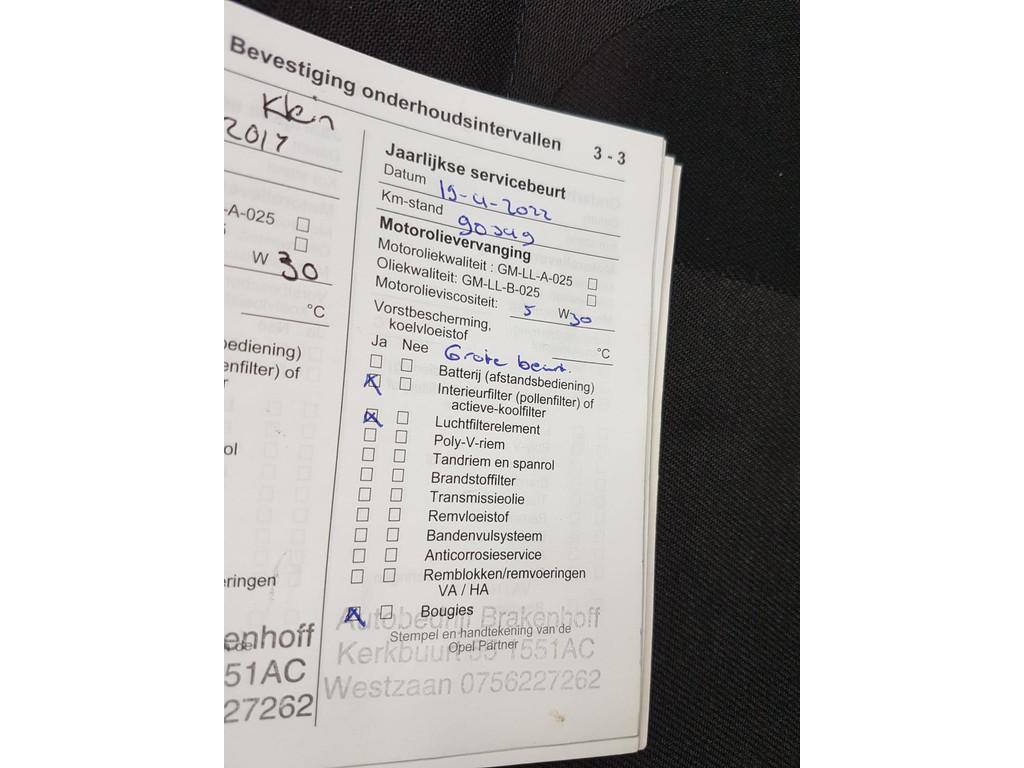 Bevestiging onderhoudsintervallen 3 - 3
Klein
2017
-A-025
W 30
°C
bediening)
enfilter) of
r
ol
eringen
enhoff
51AC
27262
Jaarlijkse servicebeurt
Datum 19-4-2022
Km-stand
Motorolievervanging
Motoroliekwaliteit : GM-LL-A-025
Oliekwaliteit: GM-LL-B-025
Motorolieviscositeit: 5 W 30
Vorstbescherming,
koelvloeistof °C
Ja Nee Grote beurt.
Batterij (afstandsbediening)
Interieurfilter (pollenfilter) of
actieve-koolfilter
Luchtfilterelement
Poly-V-riem
Tandriem en spanrol
Brandstoffilter
Transmissieolie
Remvloeistof
Bandenvulsysteem
Anticorrosieservice
Remblokken/remvoeringen
VA / HA
Bougies
Autobedrijf Brakenhoff
Stempel en handtekening van de
Opel Partner
Kerkbuurt 55 1551AC
Westzaan 0756227262